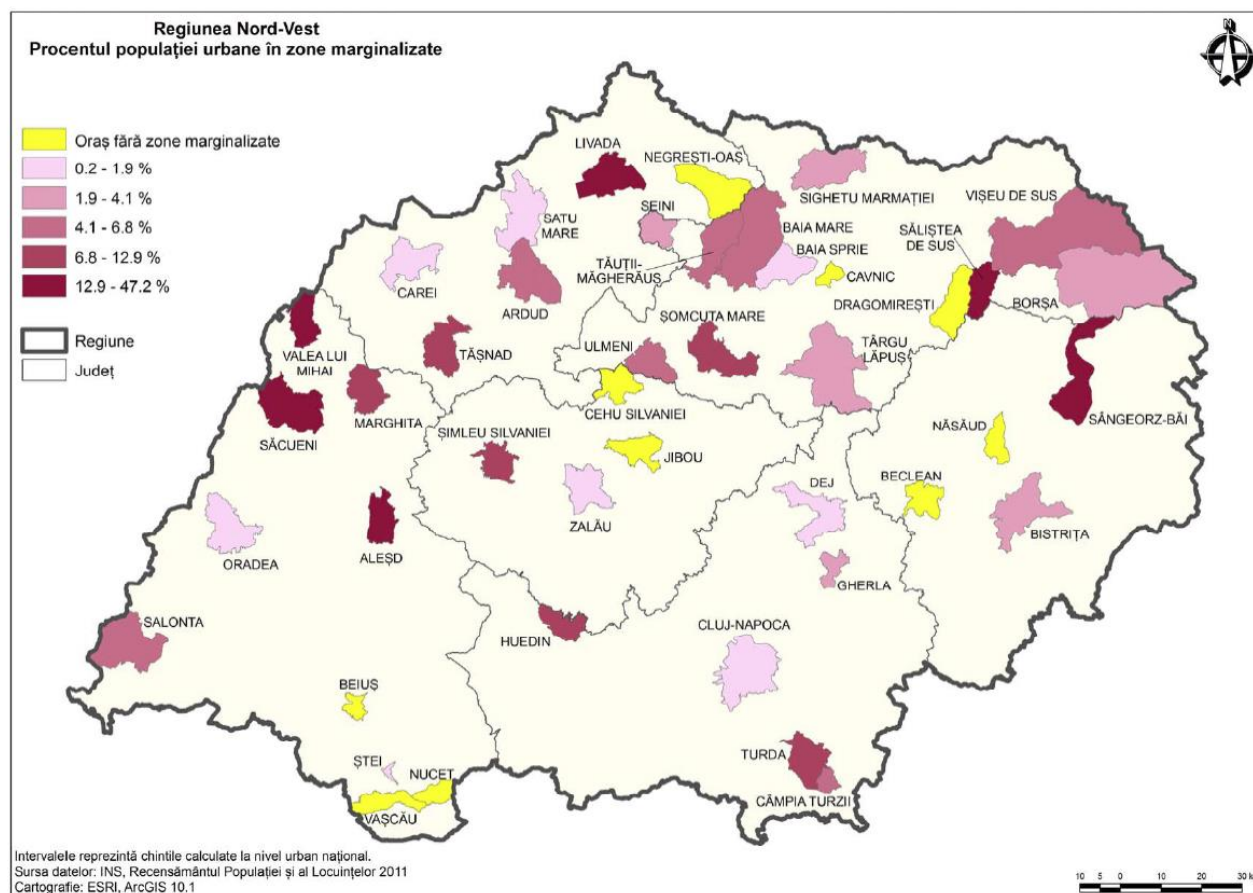 Regiunea Nord-Vest
Procentul populației urbane în zone marginalizate
N
Oraș fără zone marginalizate
0.2 - 1.9 %
1.9 - 4.1 %
4.1 - 6.8 %
6.8 - 12.9 %
12.9 - 47.2 %
Regiune
Județ
LIVADA
NEGREȘTI-OAȘ
SIGHETU MARMAȚIEI
VIȘEU DE SUS
SATU
MARE
SEINI
BAIA MARE
BAIA SPRIE
SĂLIȘTEA
DE SUS
TĂUȚII-
MĂGHERĂUȘ
CAVNIC
CAREI
ARDUD
DRAGOMIREȘTI
BORȘA
ȘOMCUTA MARE
ULMENI
TÂRGU
LĂPUȘ
VALEA LUI
MIHAI
TĂȘNAD
CEHU SILVANIEI
SĂCUENI
MARGHITA
ȘIMLEU SILVANIEI
JIBOU
NĂSĂUD
SÂNGEORZ-BĂI
DEJ
BECLEAN
ZALĂU
BISTRIȚA
ORADEA
ALEȘD
GHERLA
SALONTA
HUEDIN
CLUJ-NAPOCA
BEIUȘ
ȘTEI
NUCET
TURDA
VAȘCĂU
CÂMPIA TURZII
Intervalele reprezintă chintile calculate la nivel urban național.
Sursa datelor: INS, Recensământul Populației și al Locuințelor 2011
Cartografie: ESRI, ArcGIS 10.1
10 5 0 10 20 30 k